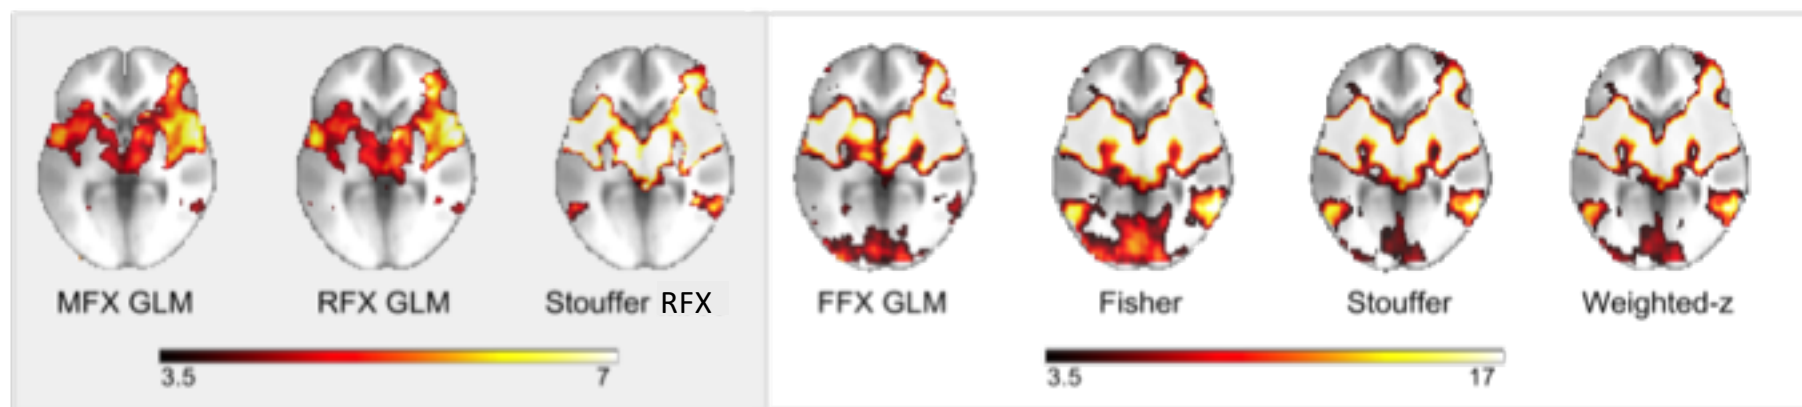 MFX GLM RFX GLM Stouffer RFX FFX GLM Fisher Stouffer Weighted-z
3.5 7 3.5 17